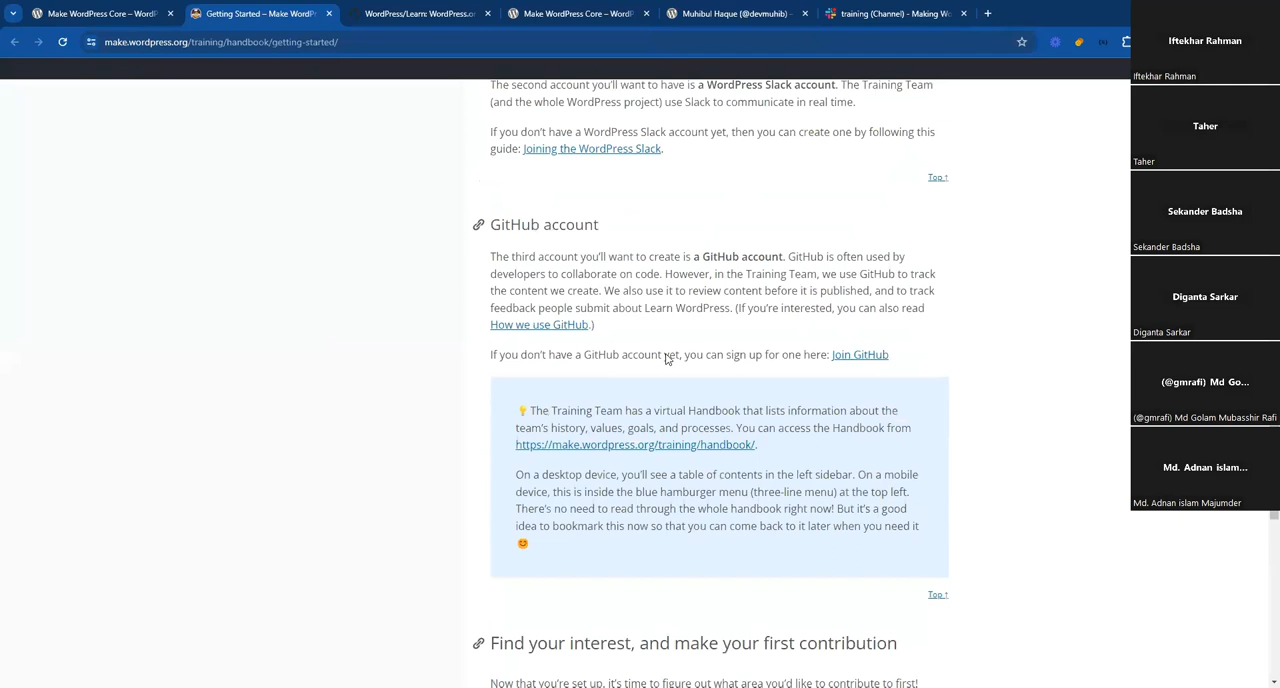 Make WordPress Core – WordP
Getting Started – Make WordPr
WordPress/Learn: WordPress.or
Make WordPress Core – WordP
Muhibul Haque (@devmuhib) –
training (Channel) - Making Wo
make.wordpress.org/training/handbook/getting-started/
The second account you'll want to have is a WordPress Slack account. The Training Team
(and the whole WordPress project) use Slack to communicate in real time.
If you don't have a WordPress Slack account yet, then you can create one by following this
guide: Joining the WordPress Slack.
Top ↑
GitHub account
The third account you'll want to create is a GitHub account. GitHub is often used by
developers to collaborate on code. However, in the Training Team, we use GitHub to track
the content we create. We also use it to review content before it is published, and to track
feedback people submit about Learn WordPress. (If you're interested, you can also read
How we use GitHub.)
If you don't have a GitHub account yet, you can sign up for one here: Join GitHub
💡The Training Team has a virtual Handbook that lists information about the
team's history, values, goals, and processes. You can access the Handbook from
https://make.wordpress.org/training/handbook/.
On a desktop device, you'll see a table of contents in the left sidebar. On a mobile
device, this is inside the blue hamburger menu (three-line menu) at the top left.
There's no need to read through the whole handbook right now! But it's a good
idea to bookmark this now so that you can come back to it later when you need it
😊
Top ↑
Find your interest, and make your first contribution
Now that you're set up, it's time to figure out what area you'd like to contribute to first!
Iftekhar Rahman
Iftekhar Rahman
Taher
Taher
Sekander Badsha
Sekander Badsha
Diganta Sarkar
Diganta Sarkar
(@gmrafi) Md Go...
(@gmrafi) Md Golam Mubasshir Rafi
Md. Adnan islam...
Md. Adnan islam Majumder